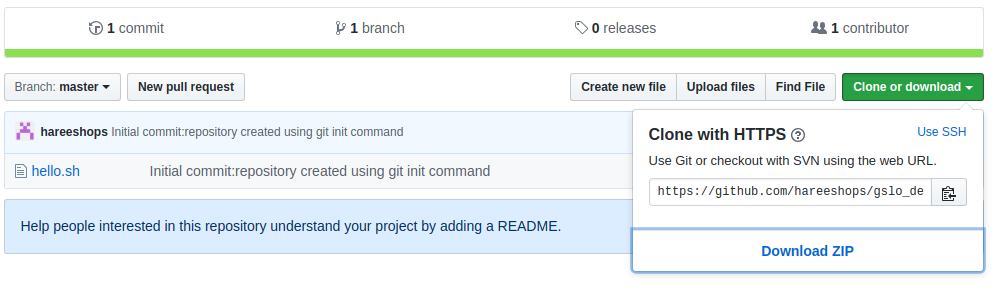 1 commit 1 branch 0 releases 1 contributor
Branch: master New pull request Create new file Upload files Find File Clone or download
hareeshops Initial commit:repository created using git init command
hello.sh Initial commit:repository created using git init command
Help people interested in this repository understand your project by adding a README.
Clone with HTTPS Use SSH
Use Git or checkout with SVN using the web URL.
https://github.com/hareeshops/gslo_de
Download ZIP